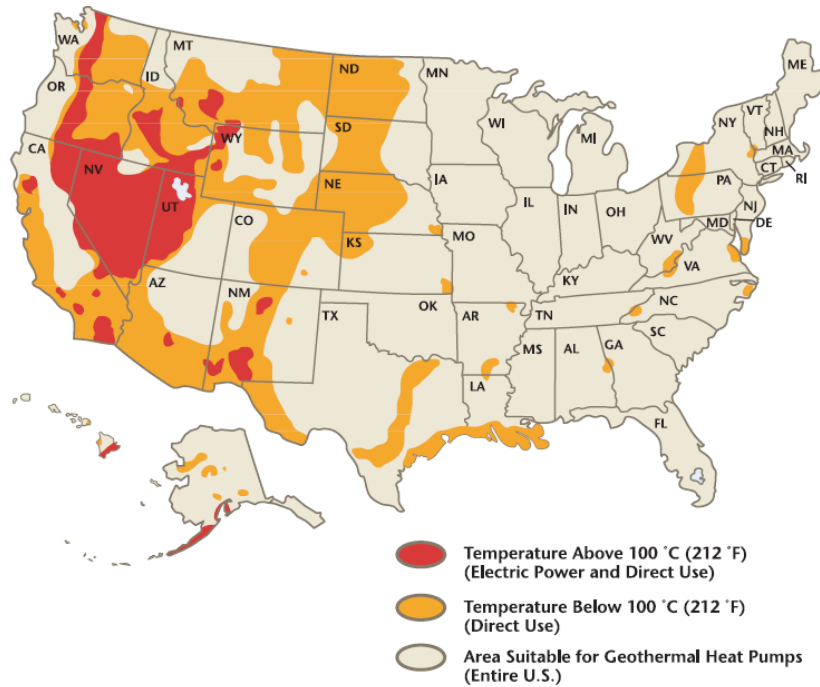 WA
MT
ND
MN
ME
OR
ID
SD
WI
MI
NY
VT
NH
MA
CT
RI
CA
NV
WY
NE
IA
PA
NJ
UT
CO
IL
IN
OH
MD
DE
KS
MO
WV
VA
KY
AZ
NM
OK
TX
AR
TN
NC
SC
MS
AL
GA
LA
FL
Temperature Above 100 ˚C (212 ˚F)
(Electric Power and Direct Use)
Temperature Below 100 ˚C (212 ˚F)
(Direct Use)
Area Suitable for Geothermal Heat Pumps
(Entire U.S.)